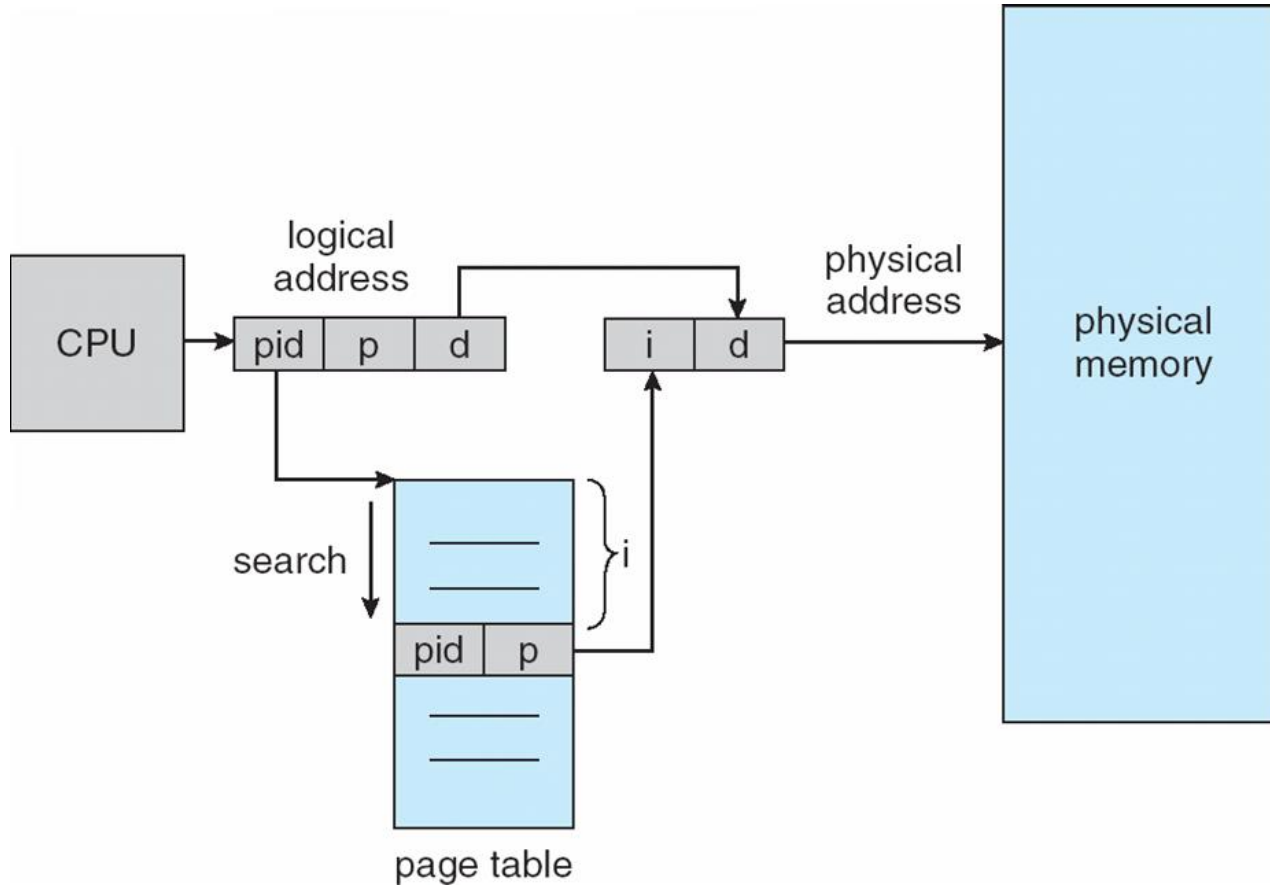 logical
address
physical
address
CPU
pid p d
i d
physical
memory
search
i
pid p
page table